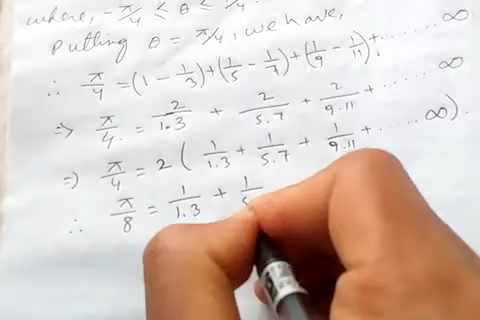 where, -π/4 ≤ θ ≤ π/4.
Putting θ = π/4, we have,
∴ π/4 = (1 - 1/3) + (1/5 - 1/7) + (1/9 - 1/11) + ...... ∞
⇒ π/4 = 2/1.3 + 2/5.7 + 2/9.11 + ...... ∞
⇒ π/4 = 2 ( 1/1.3 + 1/5.7 + 1/9.11 + ..... ∞ ).
∴ π/8 = 1/1.3 + 1/5